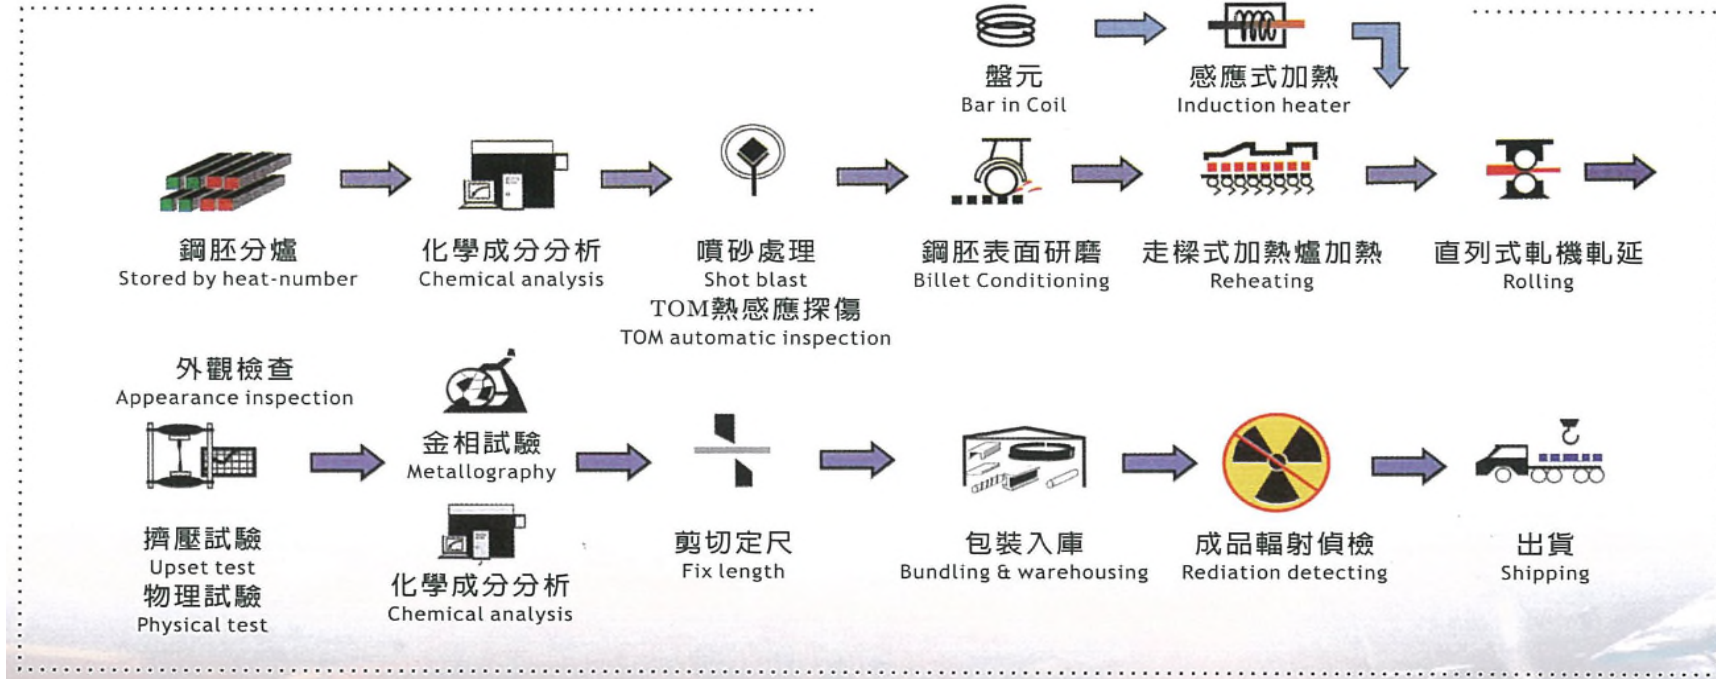 盤元
Bar in Coil
感應式加熱
Induction heater
鋼胚分爐
Stored by heat-number
化學成分分析
Chemical analysis
噴砂處理
Shot blast
TOM熱感應探傷
TOM automatic inspection
鋼胚表面研磨
Billet Conditioning
走樑式加熱爐加熱
Reheating
直列式軋機軋延
Rolling
外觀檢查
Appearance inspection
擠壓試驗
Upset test
物理試驗
Physical test
金相試驗
Metallography
化學成分分析
Chemical analysis
剪切定尺
Fix length
包裝入庫
Bundling & warehousing
成品輻射偵檢
Rediation detecting
出貨
Shipping